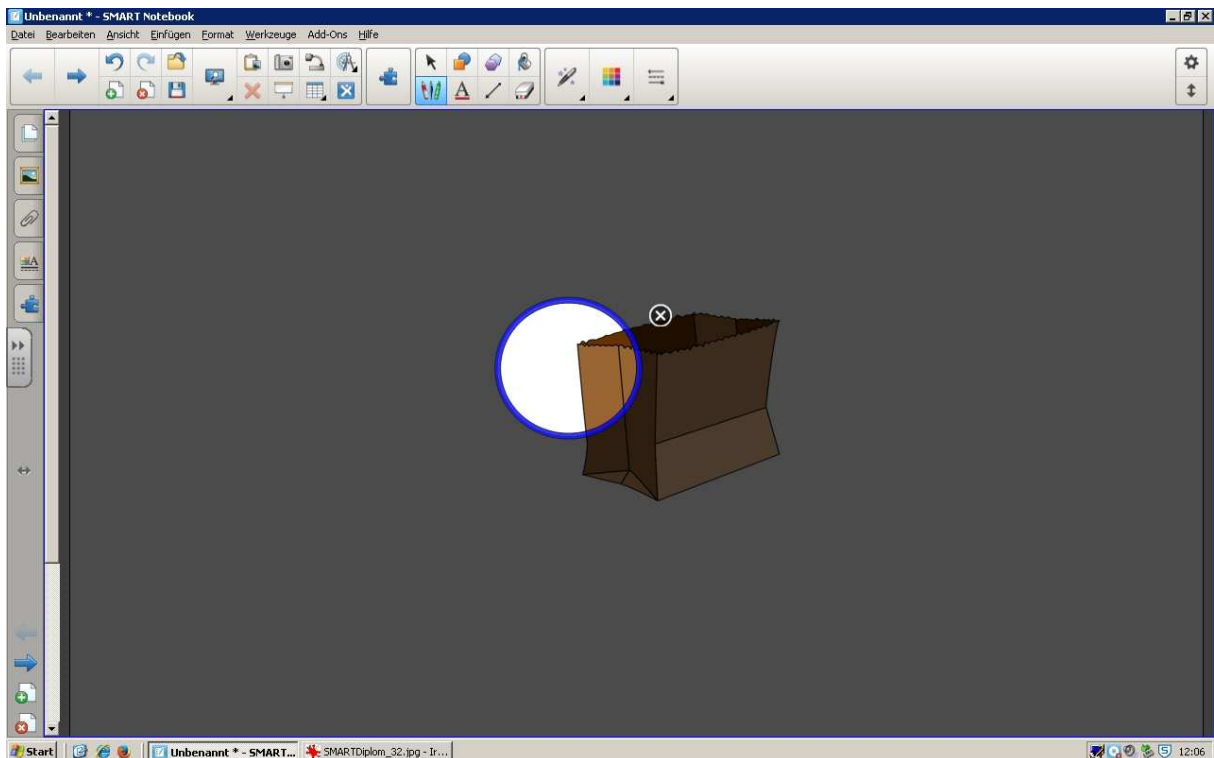 Unbenannt * - SMART Notebook
Datei Bearbeiten Ansicht Einfügen Format Werkzeuge Add-Ons Hilfe
Start Unbenannt * - SMART... SMARTDiplom_32.jpg - Ir... 12:06